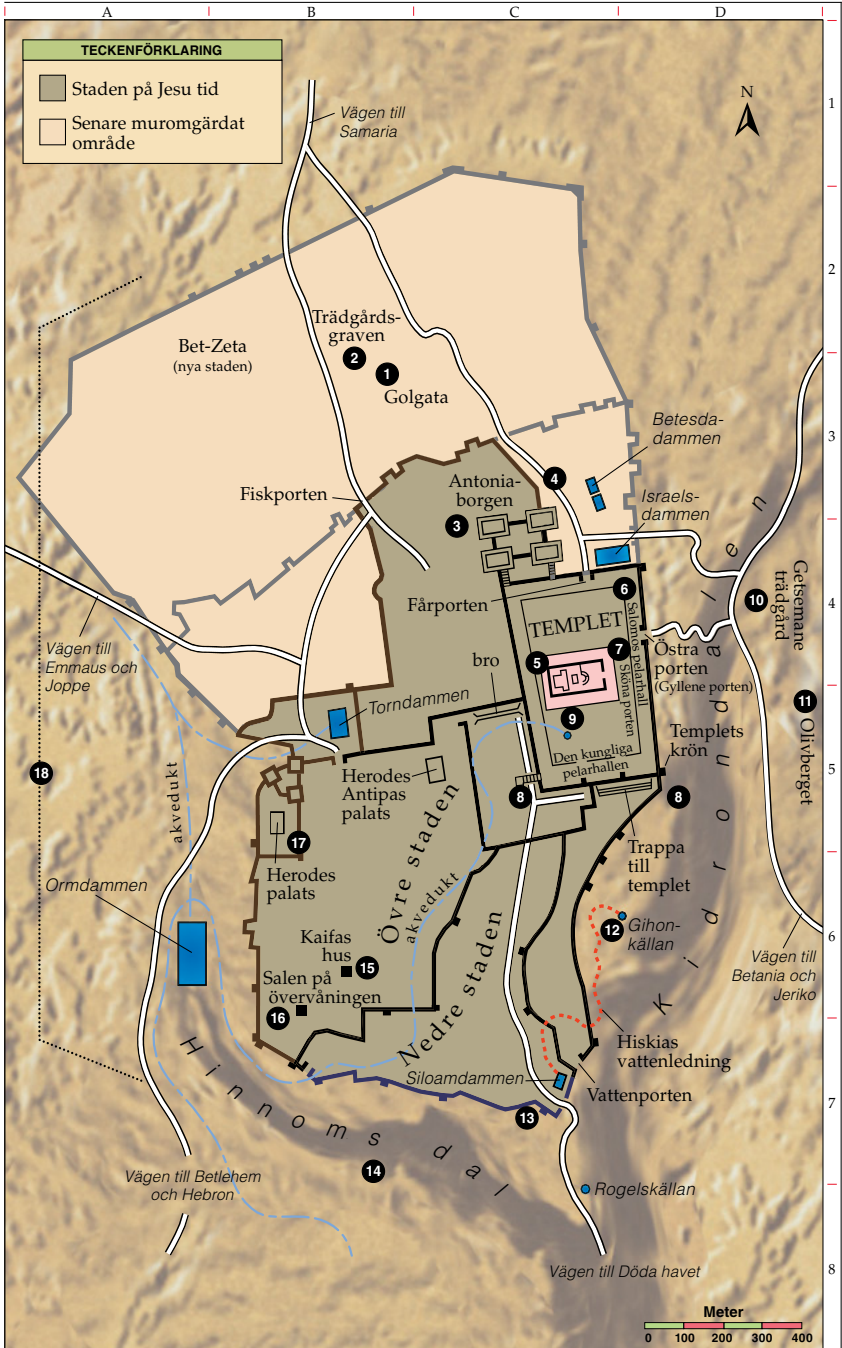 A
B
C
D
TECKENFÖRKLARING
Staden på Jesu tid
Senare muromgärdat
område
N
1
2
3
4
5
6
7
8
Vägen till
Samaria
Trädgårds-
graven
2
1
Golgata
Bet-Zeta
(nya staden)
Betesda-
dammen
4
Antonia-
borgen
3
Israels-
dammen
Fiskporten
Fårporten
6
TEMPLET
Salomos pelarhall
7
5
Sköna porten
Östra
porten
(Gyllene porten)
Getsemane
trädgård
10
Vägen till
Emmaus och
Joppe
bro
9
Den kungliga
pelarhallen
Templets
krön
11
Olivberget
Torndammen
18
akvedukt
Herodes
Antipas
palats
8
8
Trappa
till
templet
17
Herodes
palats
Övre staden
akvedukt
Ormdammen
Kaifas
hus
15
Salen på
övervåningen
16
Nedre staden
12
Gihon-
källan
Kidrondalen
Vägen till
Betania och
Jeriko
Hiskias
vattenledning
Siloamdammen
Vattenporten
13
Hinnoms dal
14
Vägen till Betlehem
och Hebron
Rogelskällan
Vägen till Döda havet
Meter
0 100 200 300 400